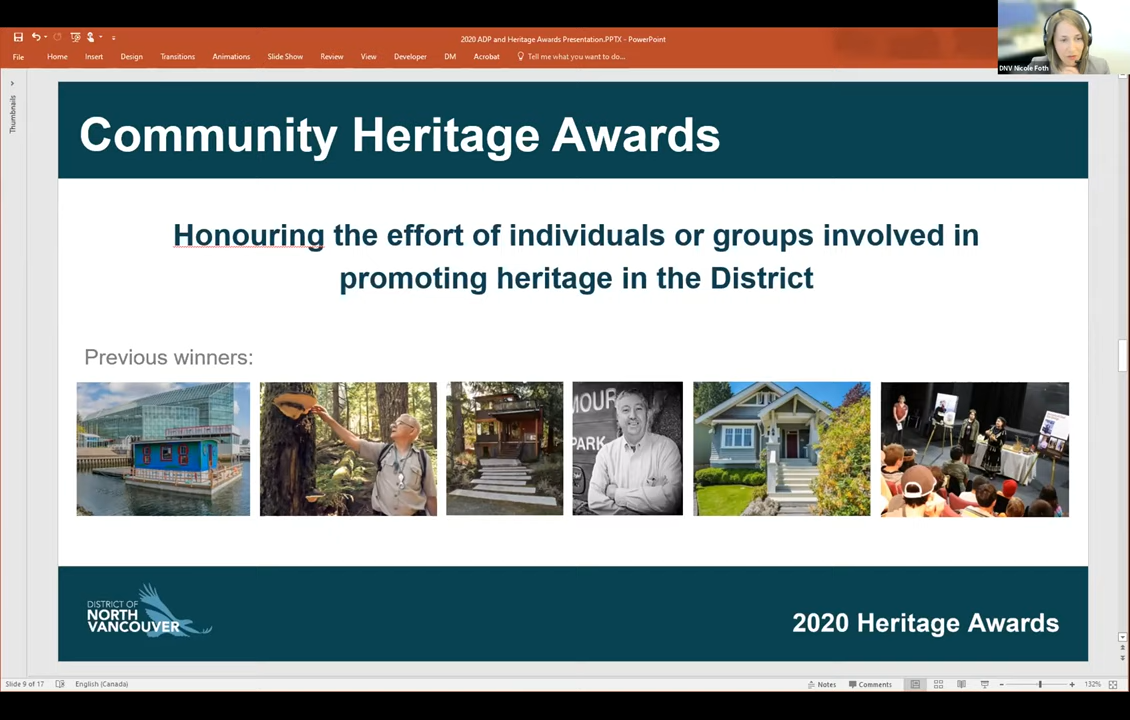 2020 ADP and Heritage Awards Presentation.PPTX - PowerPoint
File Home Insert Design Transitions Animations Slide Show Review View Developer DM Acrobat Tell me what you want to do...
DNV Nicole Foth
Thumbnails
Community Heritage Awards
Honouring the effort of individuals or groups involved in
promoting heritage in the District
Previous winners:
MOUR
PARK
DISTRICT OF
NORTH
VANCOUVER
2020 Heritage Awards
Slide 9 of 17 English (Canada) Notes Comments 132%